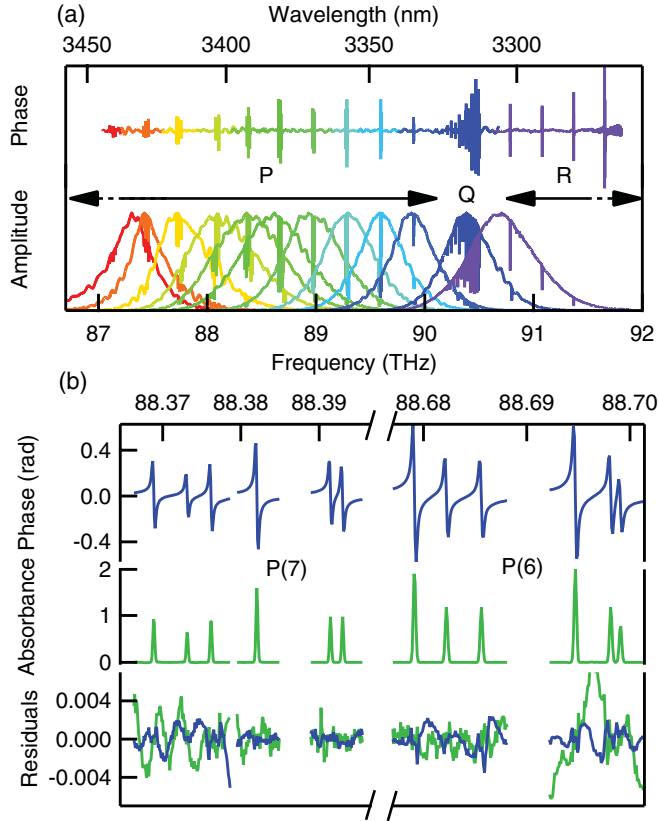 (a)
Wavelength (nm)
3450 3400 3350 3300
Phase
P Q R
Amplitude
87 88 89 90 91 92
Frequency (THz)
(b)
88.37 88.38 88.39 88.68 88.69 88.70
Phase (rad)
0.4
0.0
-0.4
Absorbance
2
P(7) P(6)
1
0
Residuals
0.004
0.000
-0.004